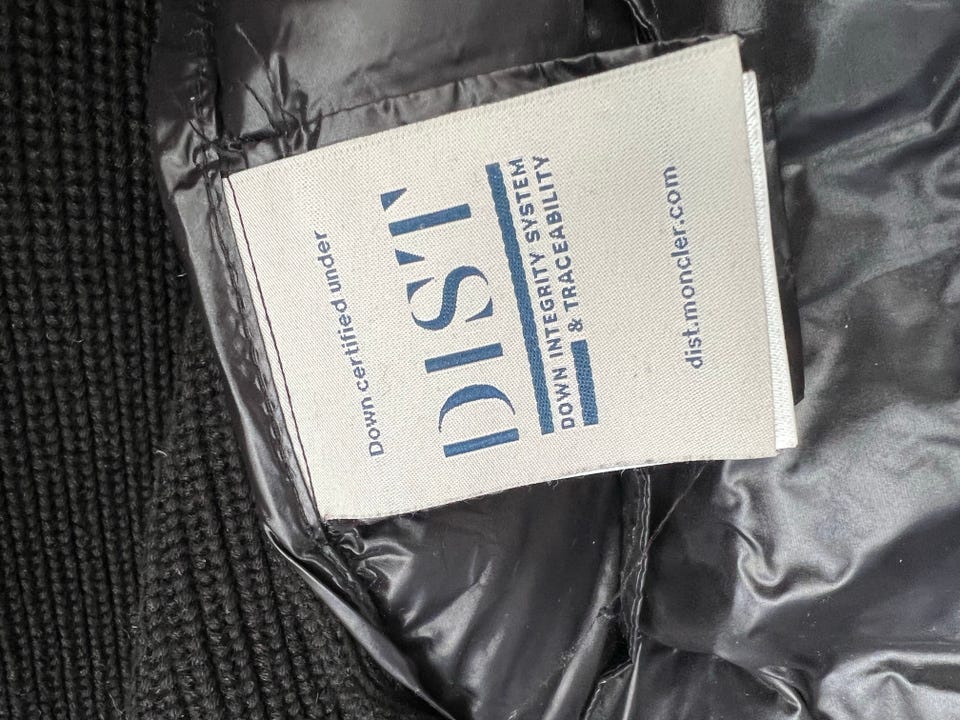 Down certified under
DIST
DOWN INTEGRITY SYSTEM
& TRACEABILITY
dist.moncler.com